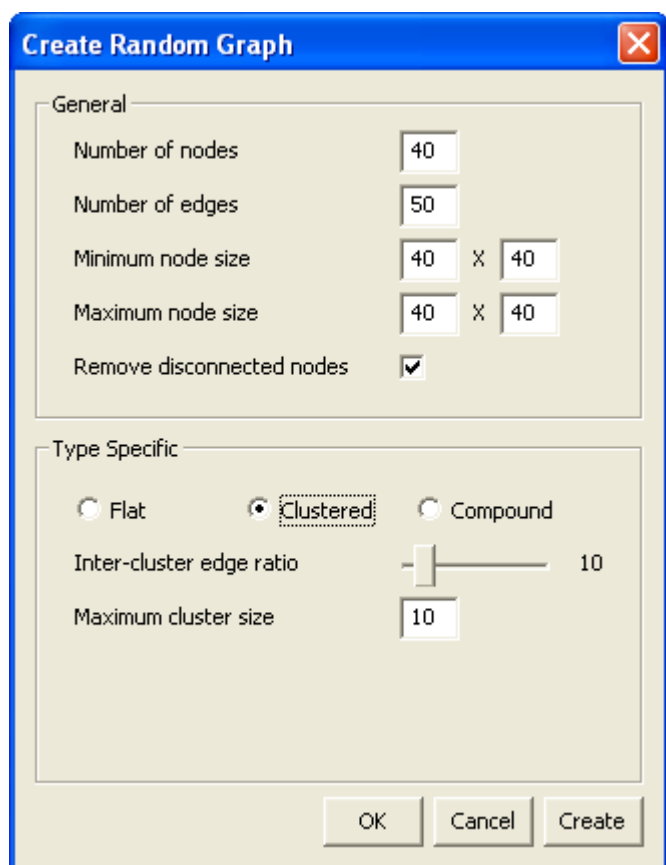 Create Random Graph
General
Number of nodes 40
Number of edges 50
Minimum node size 40 X 40
Maximum node size 40 X 40
Remove disconnected nodes
Type Specific
Flat Clustered Compound
Inter-cluster edge ratio 10
Maximum cluster size 10
OK Cancel Create